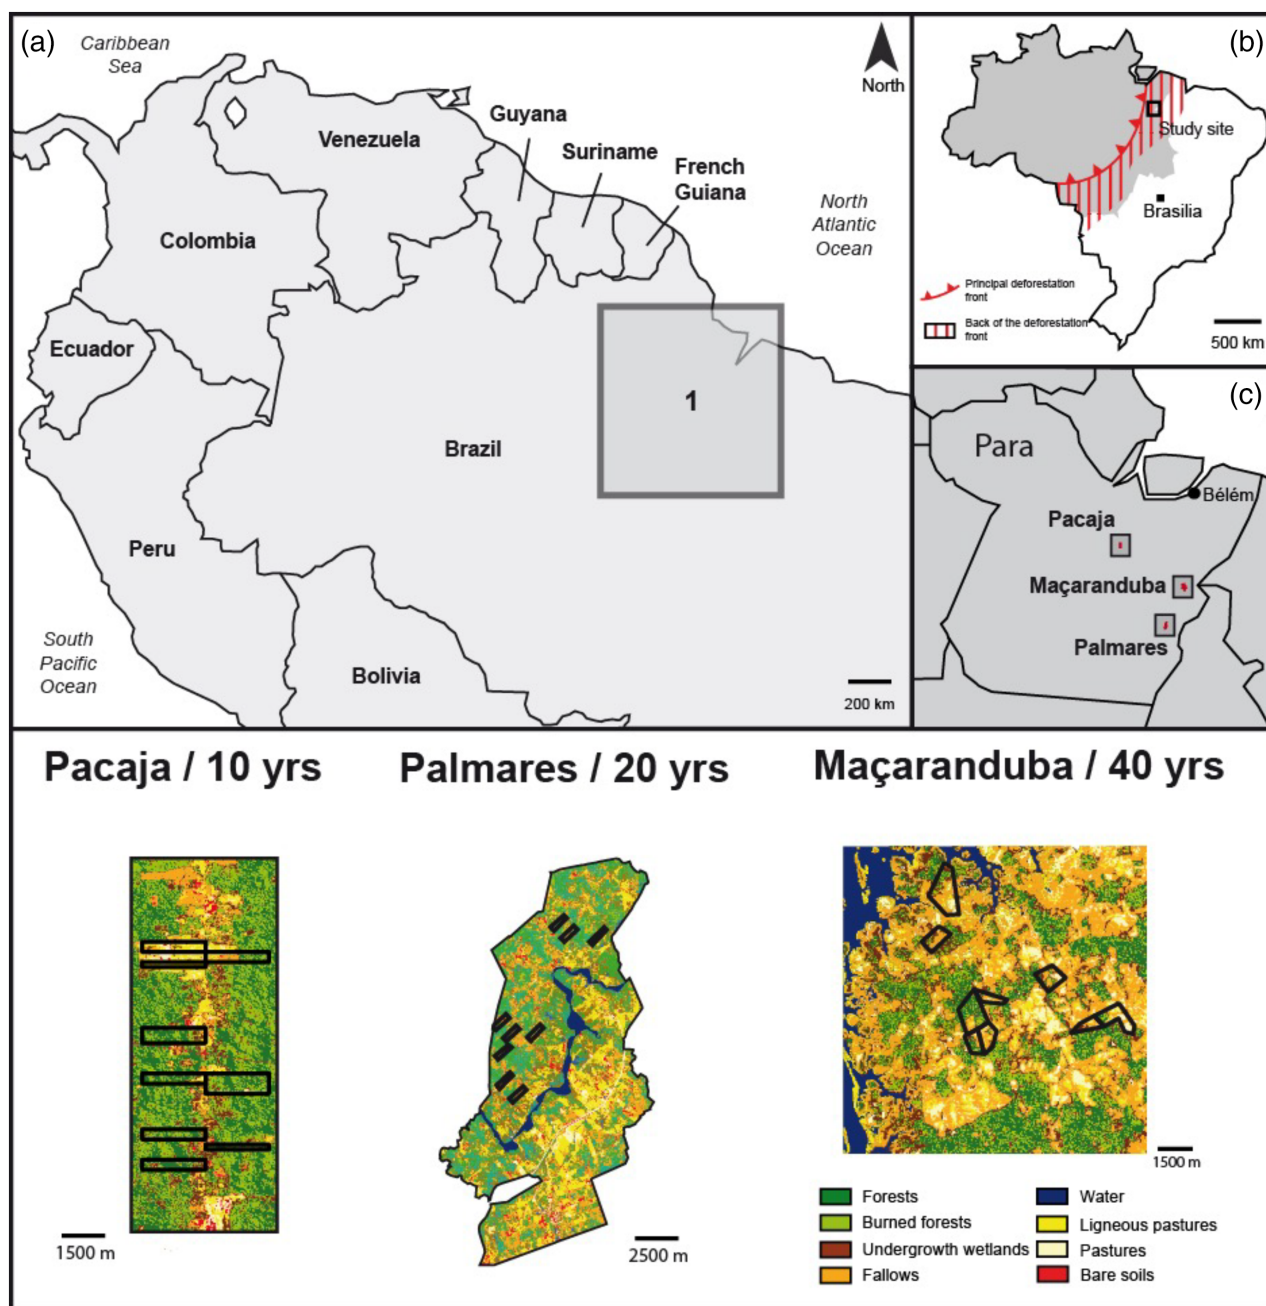 (a)
Caribbean
Sea
North
Guyana
Venezuela
Suriname
French
Guiana
North
Atlantic
Ocean
Colombia
Ecuador
1
Brazil
Peru
South
Pacific
Ocean
Bolivia
200 km
(b)
Study site
Brasilia
Principal deforestation
front
Back of the deforestation
front
500 km
(c)
Para
Bélém
Pacaja
Maçaranduba
Palmares
Pacaja / 10 yrs
Palmares / 20 yrs
Maçaranduba / 40 yrs
1500 m
2500 m
1500 m
Forests
Burned forests
Undergrowth wetlands
Fallows
Water
Ligneous pastures
Pastures
Bare soils